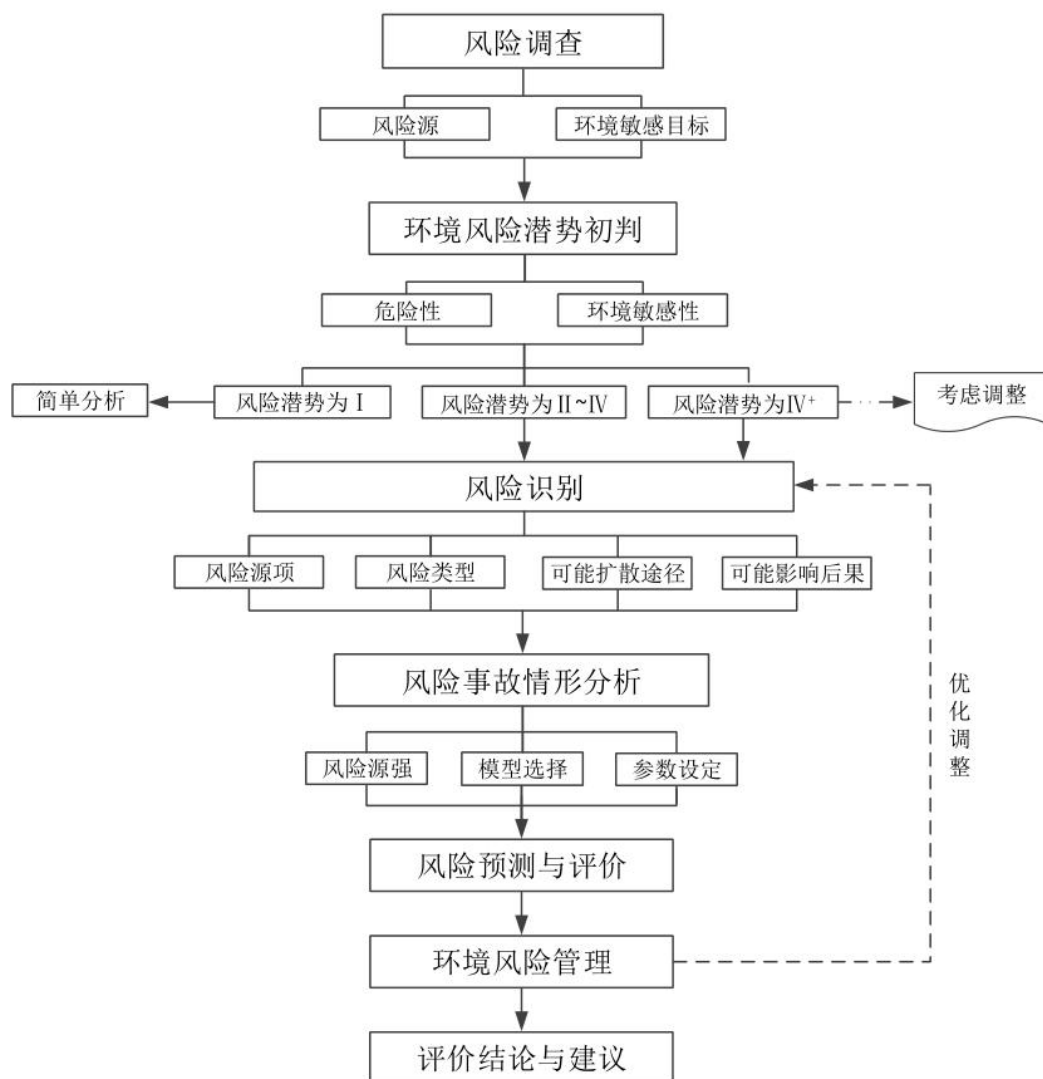 风险调查
风险源
环境敏感目标
环境风险潜势初判
危险性
环境敏感性
简单分析
风险潜势为Ⅰ
风险潜势为Ⅱ~Ⅳ
风险潜势为Ⅳ⁺
考虑调整
风险识别
风险源项
风险类型
可能扩散途径
可能影响后果
风险事故情形分析
优化调整
风险源强
模型选择
参数设定
风险预测与评价
环境风险管理
评价结论与建议